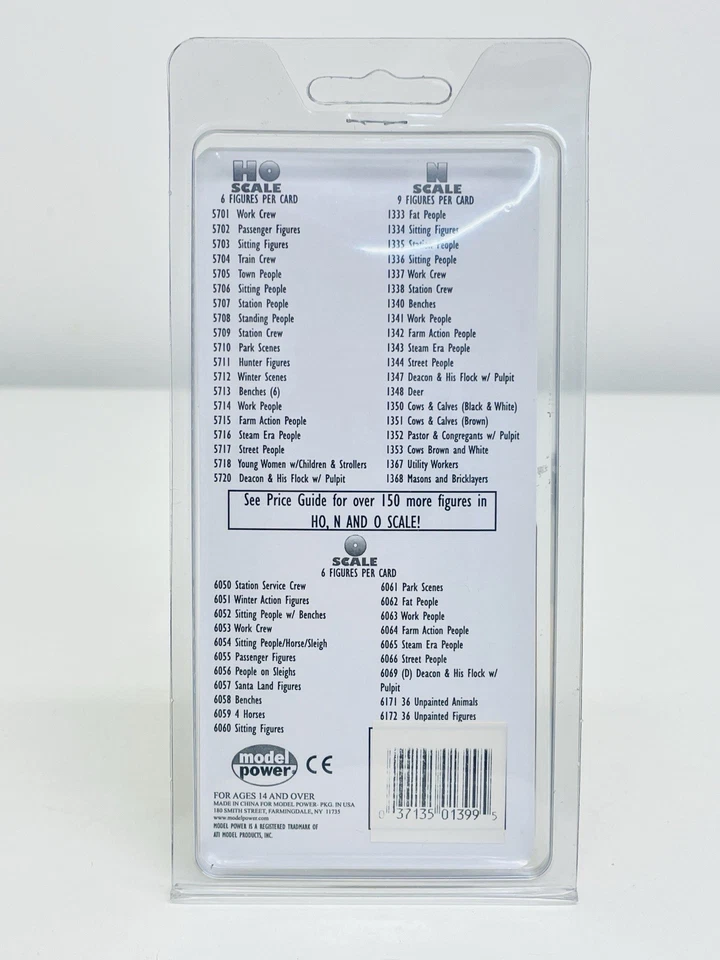 HO
SCALE
6 FIGURES PER CARD
5701 Work Crew
5702 Passenger Figures
5703 Sitting Figures
5704 Train Crew
5705 Town People
5706 Sitting People
5707 Station People
5708 Standing People
5709 Station Crew
5710 Park Scenes
5711 Hunter Figures
5712 Winter Scenes
5713 Benches (6)
5714 Work People
5715 Farm Action People
5716 Steam Era People
5717 Street People
5718 Young Women w/Children & Strollers
5720 Deacon & His Flock w/ Pulpit
N
SCALE
9 FIGURES PER CARD
1333 Fat People
1334 Sitting Figures
1335 Station People
1336 Sitting People
1337 Work Crew
1338 Station Crew
1340 Benches
1341 Work People
1342 Farm Action People
1343 Steam Era People
1344 Street People
1347 Deacon & His Flock w/ Pulpit
1348 Deer
1350 Cows & Calves (Black & White)
1351 Cows & Calves (Brown)
1352 Pastor & Congregants w/ Pulpit
1353 Cows Brown and White
1367 Utility Workers
1368 Masons and Bricklayers
See Price Guide for over 150 more figures in
HO, N AND O SCALE!
O
SCALE
6 FIGURES PER CARD
6050 Station Service Crew
6051 Winter Action Figures
6052 Sitting People w/ Benches
6053 Work Crew
6054 Sitting People/Horse/Sleigh
6055 Passenger Figures
6056 People on Sleighs
6057 Santa Land Figures
6058 Benches
6059 4 Horses
6060 Sitting Figures
6061 Park Scenes
6062 Fat People
6063 Work People
6064 Farm Action People
6065 Steam Era People
6066 Street People
6069 (D) Deacon & His Flock w/
Pulpit
6171 36 Unpainted Animals
6172 36 Unpainted Figures
model
power®
CE
FOR AGES 14 AND OVER
MADE IN CHINA FOR MODEL POWER- PKG. IN USA
180 SMITH STREET, FARMINGDALE, NY 11735
www.modelpower.com
MODEL POWER IS A REGISTERED TRADMARK OF
ATI MODEL PRODUCTS, INC.
0 37135 01399 5